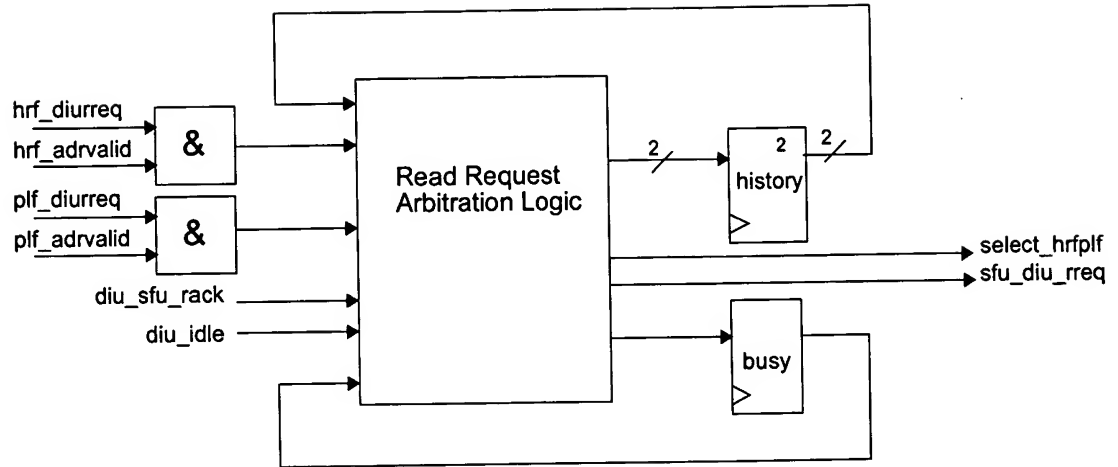 hrf_diurreq
hrf_adrvalid
&
plf_diurreq
plf_adrvalid
&
diu_sfu_rack
diu_idle
Read Request
Arbitration Logic
2
2
2
history
select_hrfplf
sfu_diu_rreq
busy